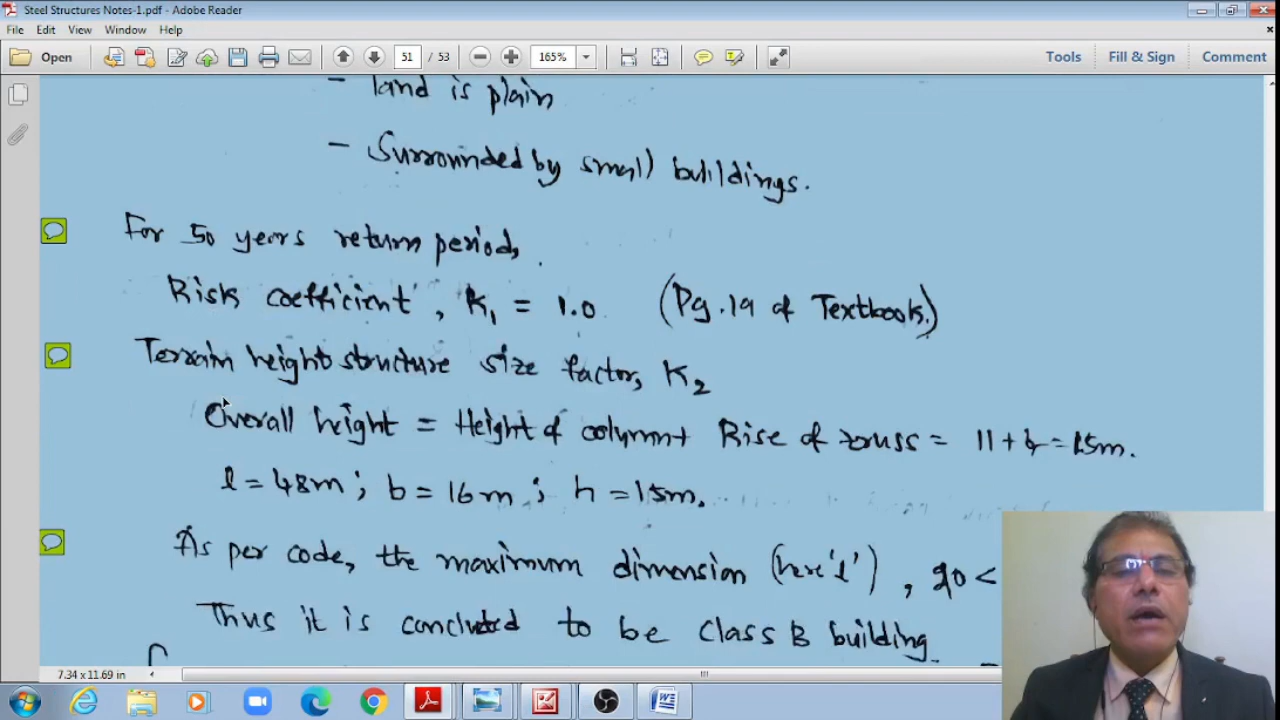 Steel Structures Notes-1.pdf - Adobe Reader
File Edit View Window Help
Open 51 / 53 165% Tools Fill & Sign Comment
- land is plain
- Surrounded by small buildings.
For 50 years return period,
Risk coefficient, K1 = 1.0 (Pg.19 of Textbook.)
Terrain height structure size factor, K2
Overall height = Height of column + Rise of truss = 11 + 4 = 15m.
l = 48m; b = 16m; h = 15m.
As per code, the maximum dimension (here 'l'), 20 <
Thus it is concluded to be Class B building.
7.34 x 11.69 in